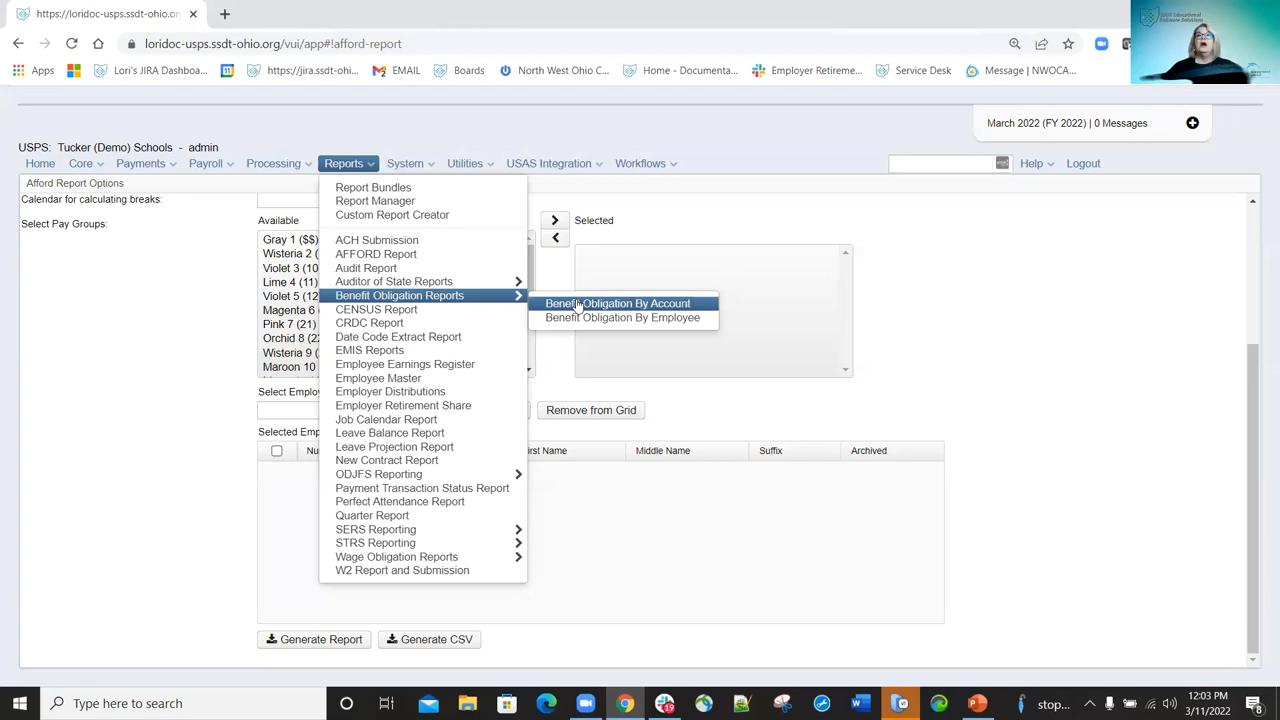 https://loridoc-usps.ssdt-ohio.o
loridoc-usps.ssdt-ohio.org/vui/app#!afford-report
Apps
Lori's JIRA Dashboa...
https://jira.ssdt-ohi...
EMAIL
Boards
North West Ohio C...
Home - Documenta...
Employer Retireme...
Service Desk
Message | NWOCA...
March 2022 (FY 2022) | 0 Messages
USPS: Tucker (Demo) Schools - admin
Home Core Payments Payroll Processing Reports System Utilities USAS Integration Workflows Help Logout
Afford Report Options
Calendar for calculating breaks:
Select Pay Groups:
Available
Selected
Gray 1 ($$)
Wisteria 2 (
Violet 3 (10
Lime 4 (11
Violet 5 (12
Magenta 6
Pink 7 (21)
Orchid 8 (22
Wisteria 9
Maroon 10
Report Bundles
Report Manager
Custom Report Creator
ACH Submission
AFFORD Report
Audit Report
Auditor of State Reports
Benefit Obligation Reports
CENSUS Report
CRDC Report
Date Code Extract Report
EMIS Reports
Employee Earnings Register
Employee Master
Employer Distributions
Employer Retirement Share
Job Calendar Report
Leave Balance Report
Leave Projection Report
New Contract Report
ODJFS Reporting
Payment Transaction Status Report
Perfect Attendance Report
Quarter Report
SERS Reporting
STRS Reporting
Wage Obligation Reports
W2 Report and Submission
Benefit Obligation By Account
Benefit Obligation By Employee
Select Employ
Remove from Grid
Selected Emp
Nu
irst Name
Middle Name
Suffix
Archived
Generate Report
Generate CSV
Type here to search
19
stop...
12:03 PM
3/11/2022
8